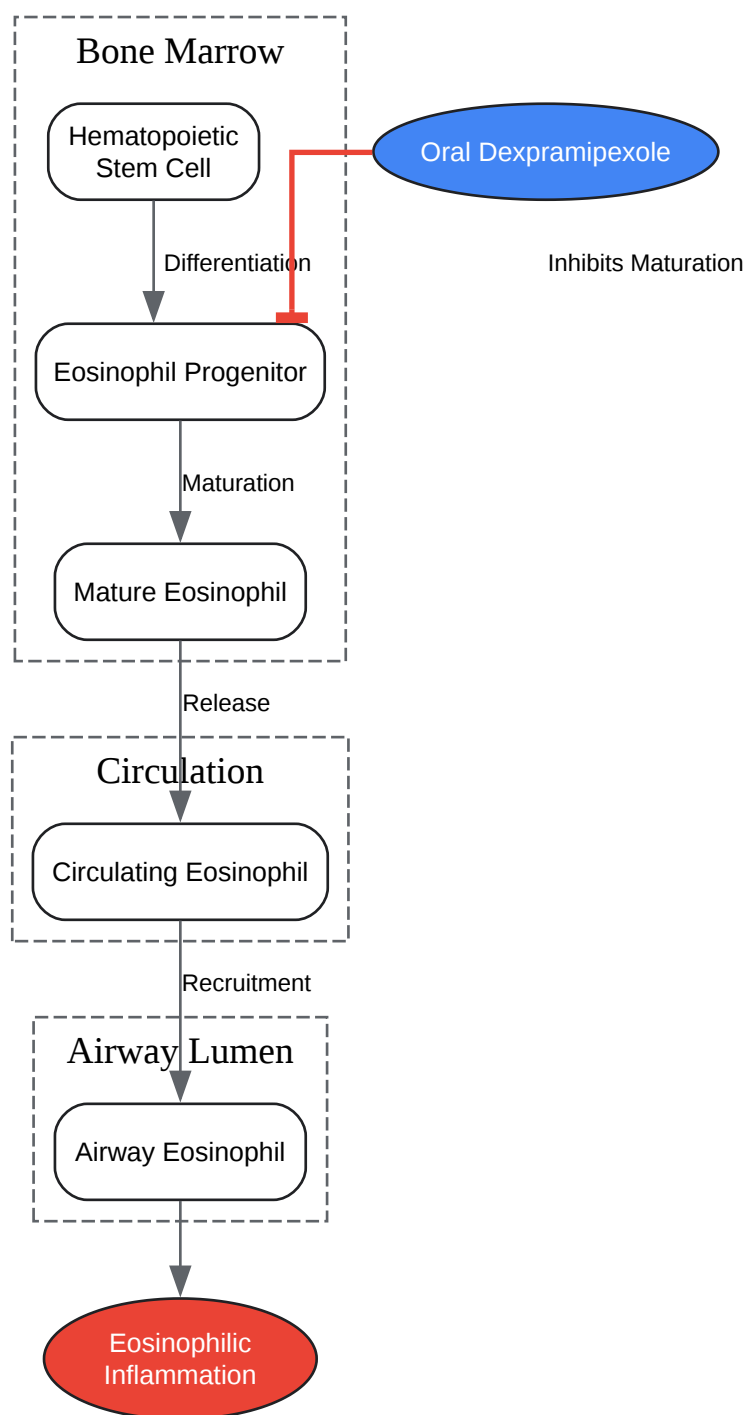 Bone Marrow
Hematopoietic
Stem Cell
Oral Dexpramipexole
Differentiation
Inhibits Maturation
Eosinophil Progenitor
Maturation
Mature Eosinophil
Release
Circulation
Circulating Eosinophil
Recruitment
Airway Lumen
Airway Eosinophil
Eosinophilic
Inflammation